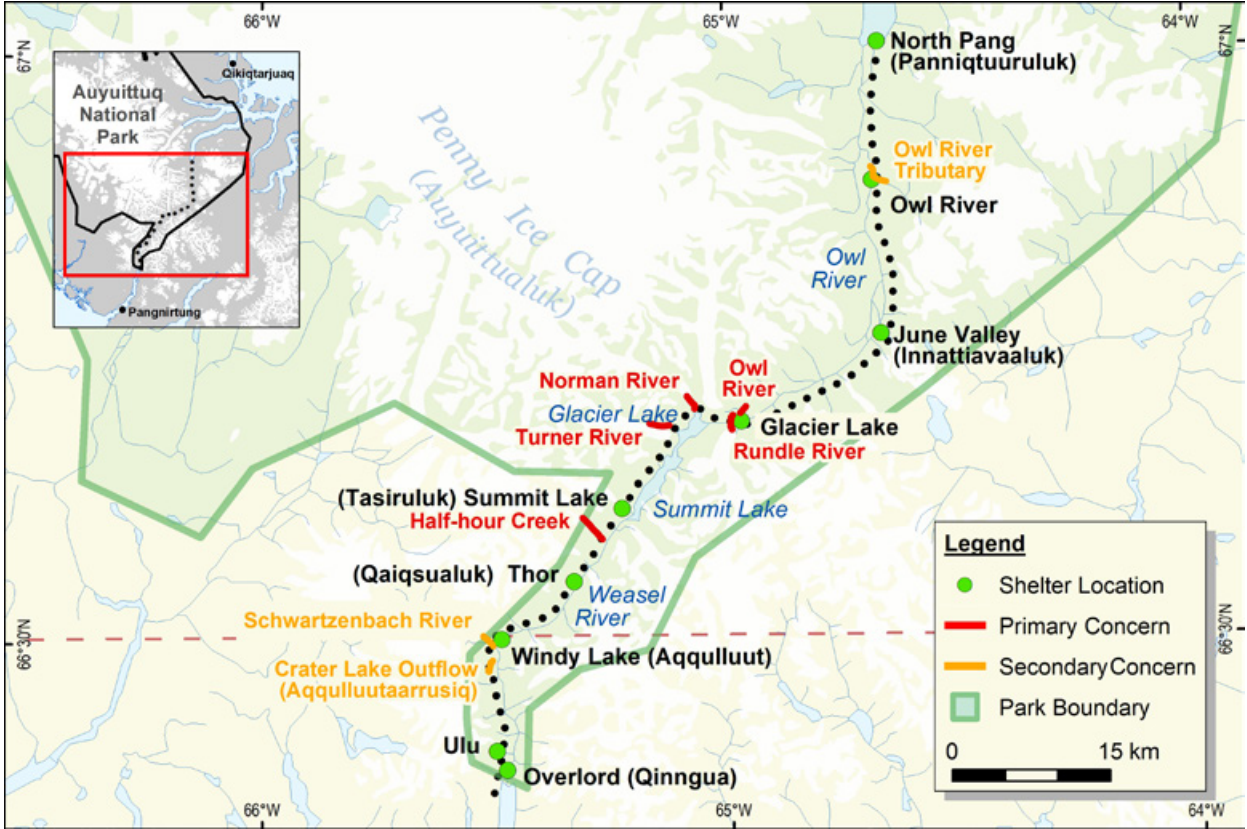 66°W
65°W
64°W
67°N
67°N
Qikiqtarjuaq
Auyuittuq
National
Park
Pangnirtung
Penny Ice Cap
(Auyuittualuk)
North Pang
(Panniqtuuruluk)
Owl River
Tributary
Owl River
Owl
River
June Valley
(Innattiavaaluk)
Norman River
Owl
River
Glacier Lake
Turner River
Glacier Lake
Rundle River
(Tasiruluk) Summit Lake
Summit Lake
Half-hour Creek
(Qaiqsualuk) Thor
Weasel
River
Schwartzenbach River
66°30'N
66°30'N
Windy Lake (Aqqulluut)
Crater Lake Outflow
(Aqqulluutaarrusiq)
Ulu
Overlord (Qinngua)
Legend
Shelter Location
Primary Concern
Secondary Concern
Park Boundary
0 15 km
66°W
65°W
64°W